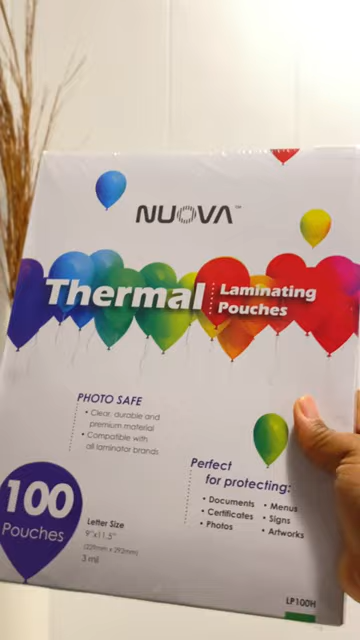 NUOVA™
Thermal
Laminating
Pouches
PHOTO SAFE
• Clear, durable and
premium material
• Compatible with
all laminator brands
Perfect
for protecting:
• Documents • Menus
• Certificates • Signs
• Photos • Artworks
100
Pouches
Letter Size
9"x11.5"
(229mm x 292mm)
3 mil
LP100H